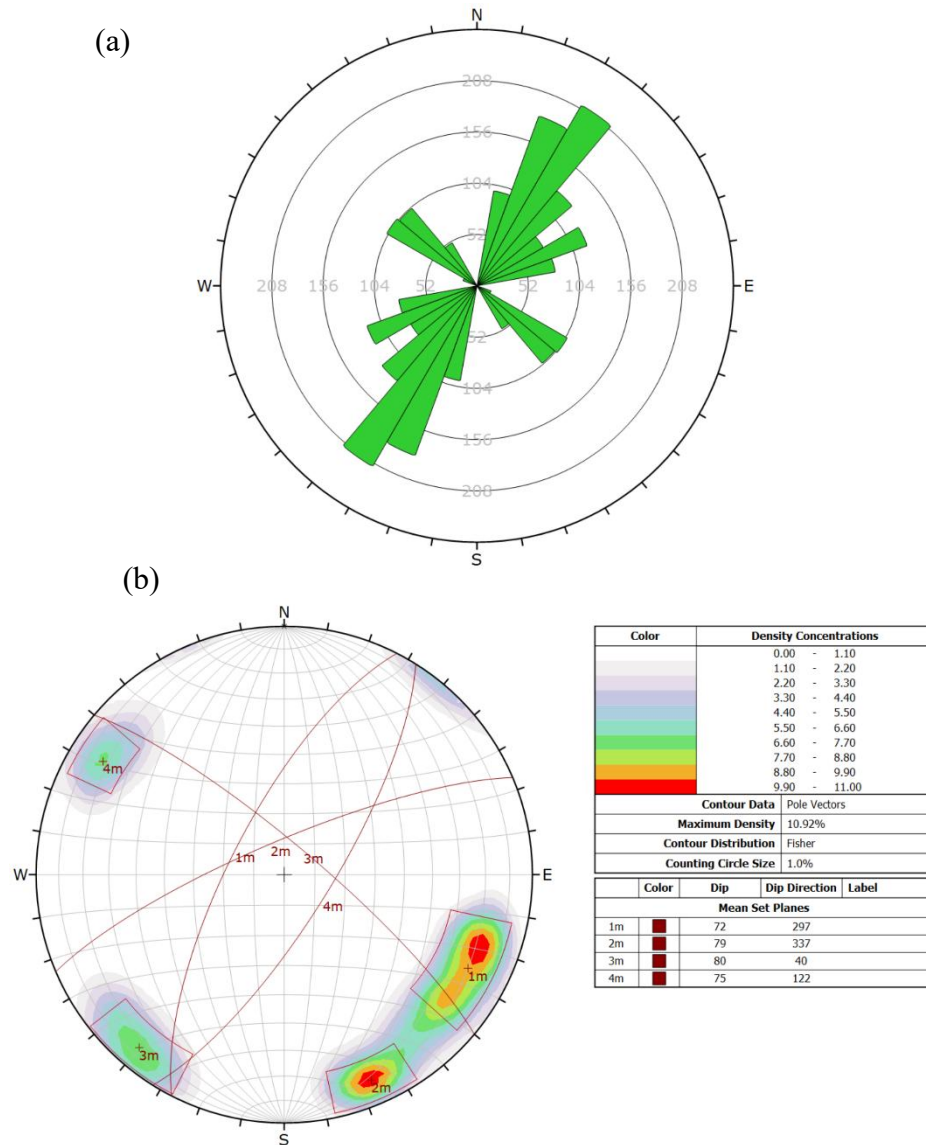 (a)
N
208
156
104
52
W 208 156 104 52 52 104 156 208 E
52
104
156
208
S
(b)
N
4m
1m 2m 3m
W E
4m
1m
3m
2m
S
Color Density Concentrations
0.00 - 1.10
1.10 - 2.20
2.20 - 3.30
3.30 - 4.40
4.40 - 5.50
5.50 - 6.60
6.60 - 7.70
7.70 - 8.80
8.80 - 9.90
9.90 - 11.00
Contour Data Pole Vectors
Maximum Density 10.92%
Contour Distribution Fisher
Counting Circle Size 1.0%
Color Dip Dip Direction Label
Mean Set Planes
1m 72 297
2m 79 337
3m 80 40
4m 75 122